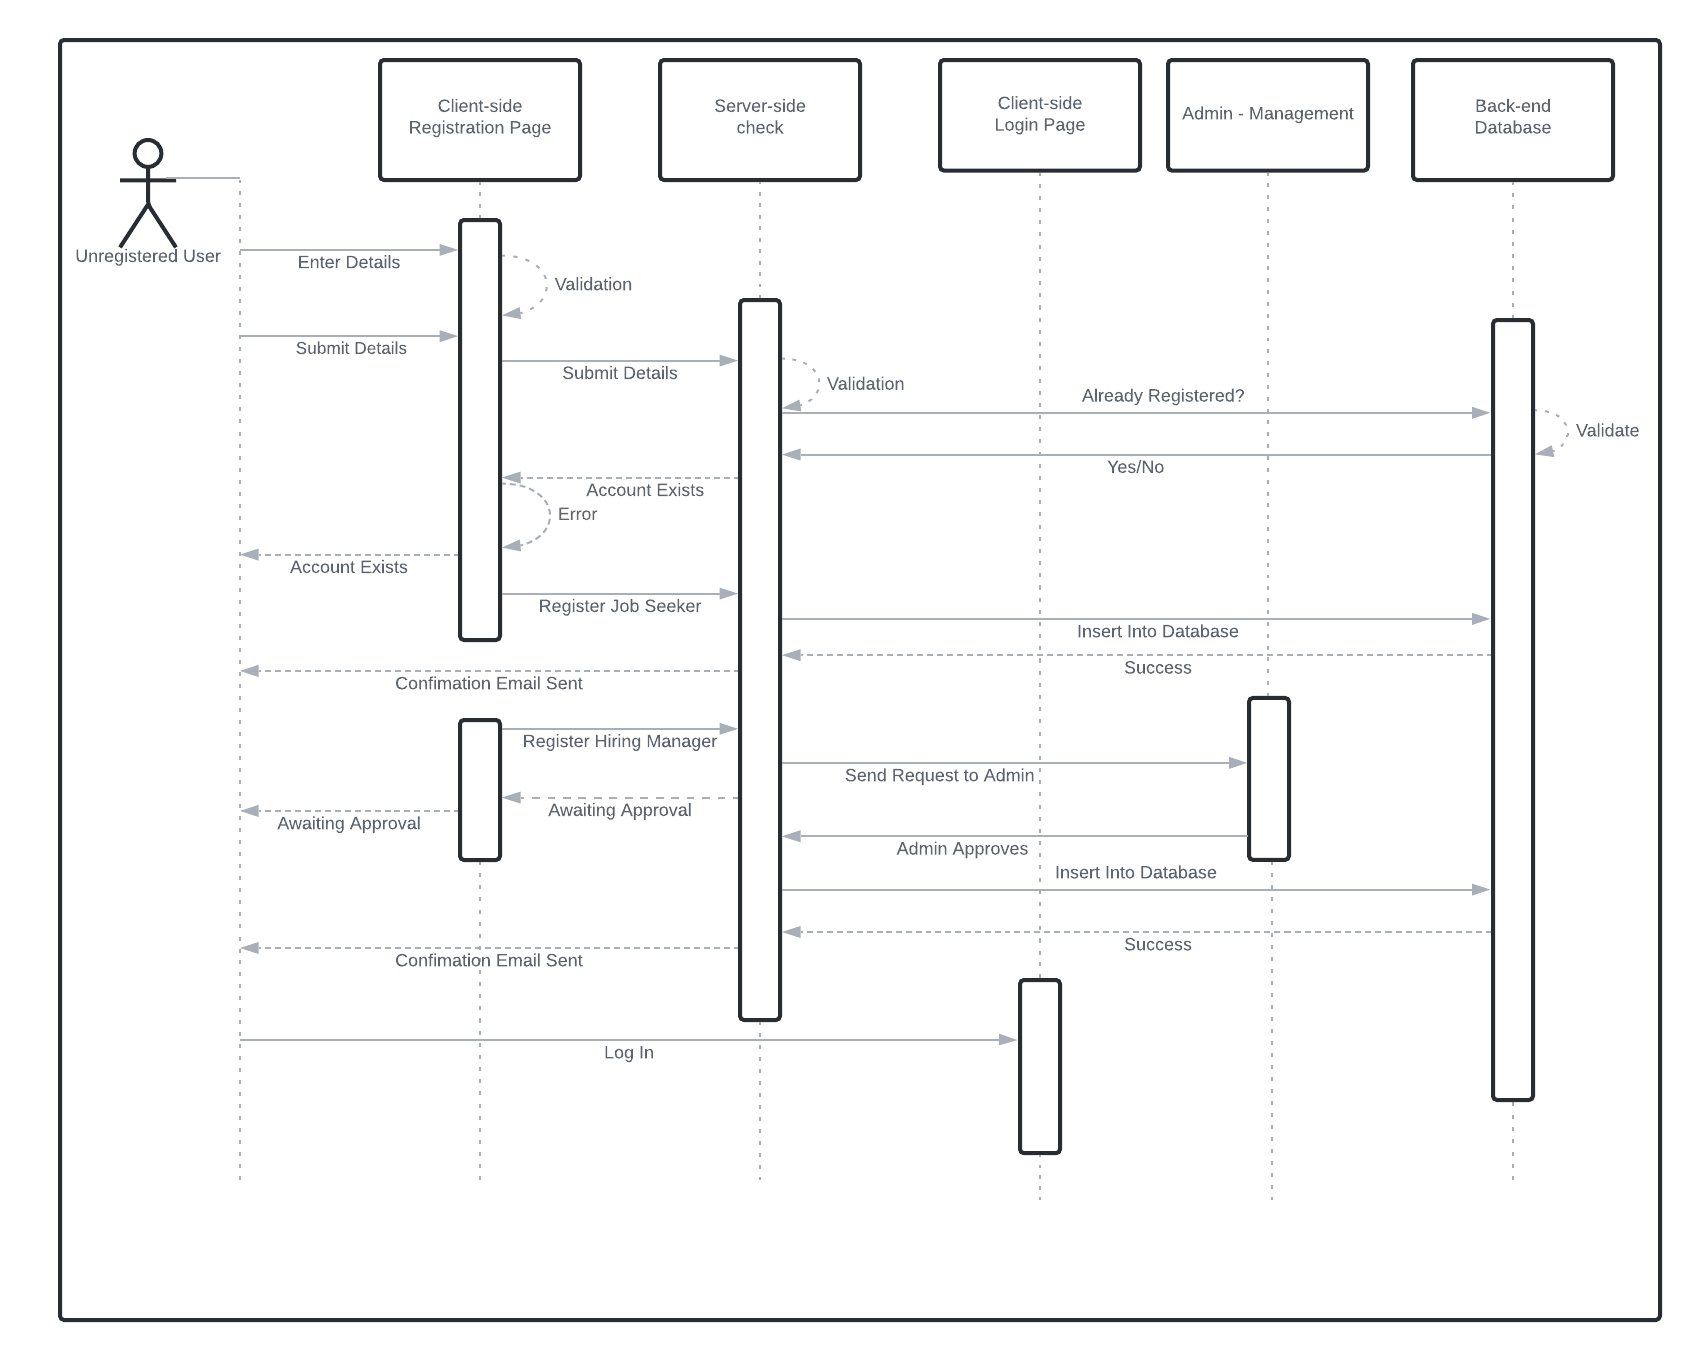 Client-side
Registration Page
Server-side
check
Client-side
Login Page
Admin - Management
Back-end
Database
Unregistered User
Enter Details
Validation
Submit Details
Submit Details
Validation
Already Registered?
Validate
Yes/No
Account Exists
Error
Account Exists
Register Job Seeker
Insert Into Database
Success
Confimation Email Sent
Register Hiring Manager
Send Request to Admin
Awaiting Approval
Awaiting Approval
Admin Approves
Insert Into Database
Success
Confimation Email Sent
Log In